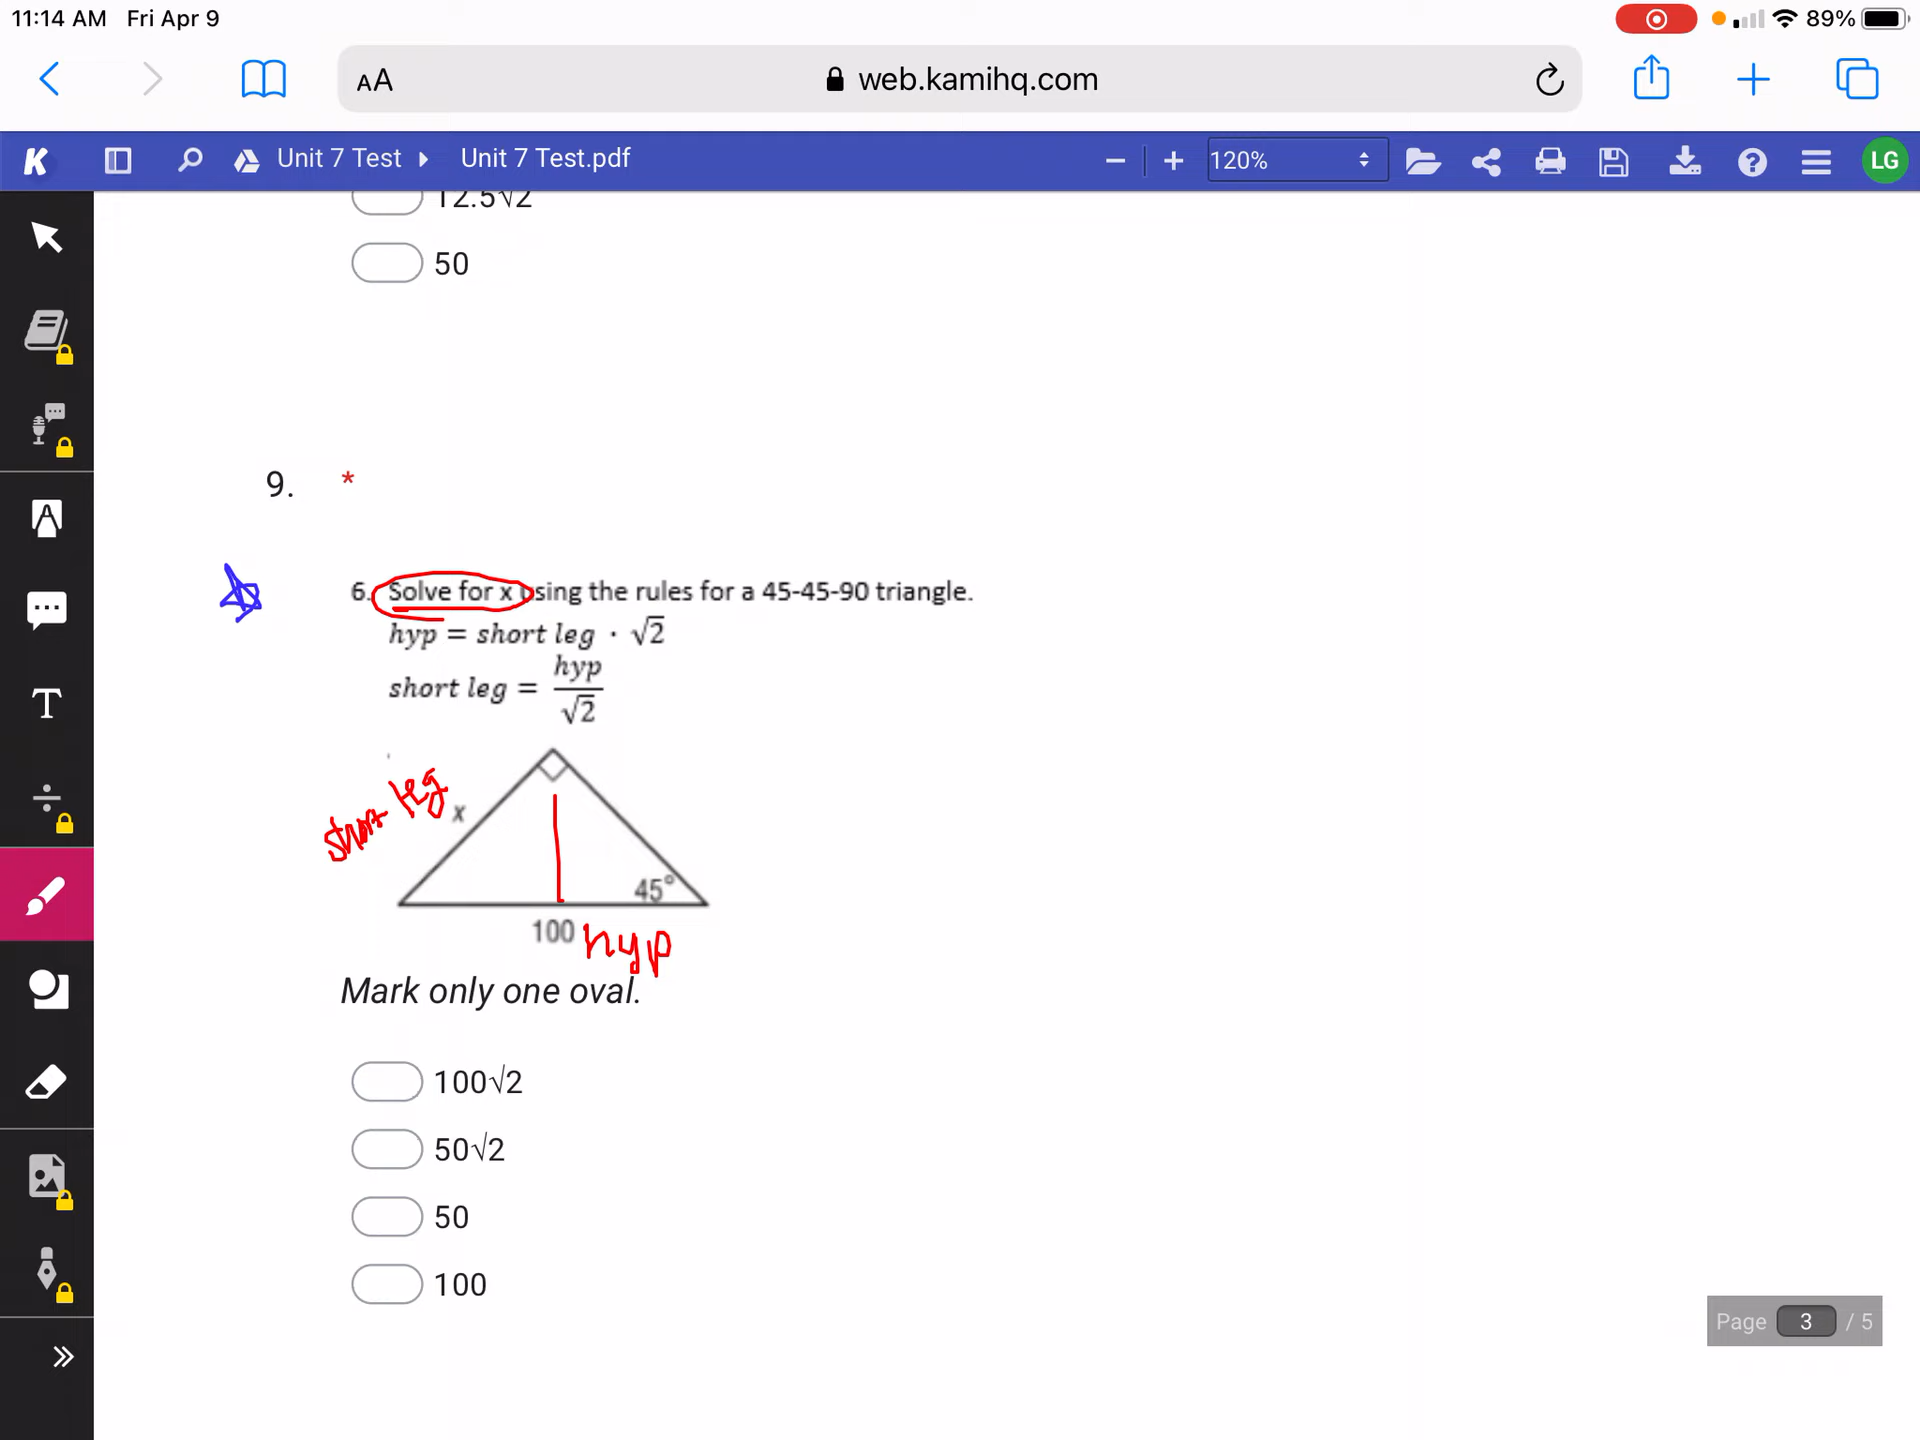 11:14 AM Fri Apr 9
89%
AA
web.kamihq.com
K
Unit 7 Test
Unit 7 Test.pdf
120%
LG
12.5√2
50
9. *
6. Solve for x using the rules for a 45-45-90 triangle.
hyp = short leg · √2
short leg = hyp/√2
short leg
x
45°
100 hyp
Mark only one oval.
100√2
50√2
50
100
Page 3 / 5